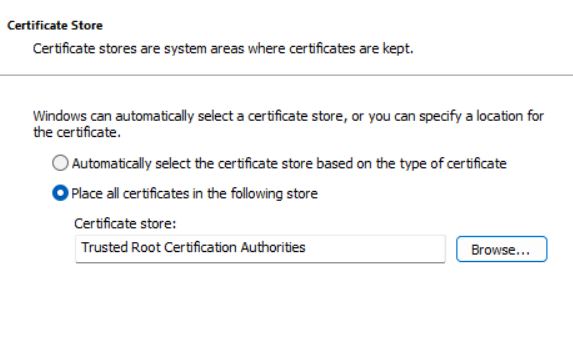 Certificate Store
Certificate stores are system areas where certificates are kept.
Windows can automatically select a certificate store, or you can specify a location for
the certificate.
Automatically select the certificate store based on the type of certificate
Place all certificates in the following store
Certificate store:
Trusted Root Certification Authorities
Browse...